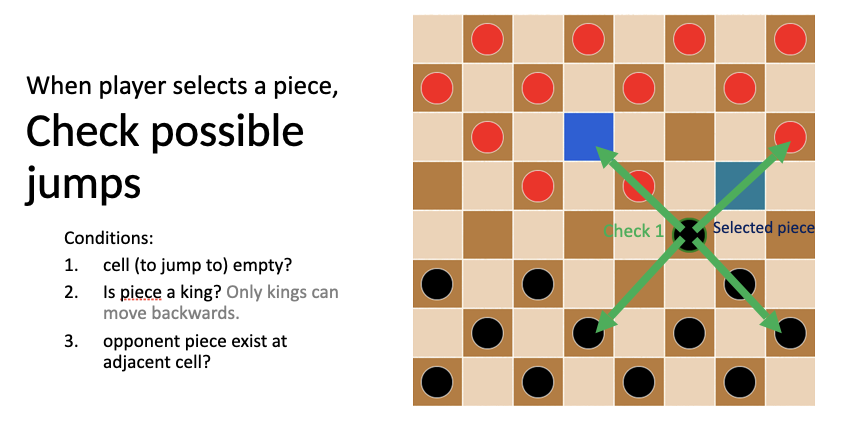 When player selects a piece,
Check possible
jumps
Conditions:
1. cell (to jump to) empty?
2. Is piece a king? Only kings can
move backwards.
3. opponent piece exist at
adjacent cell?
Check 1
Selected piece